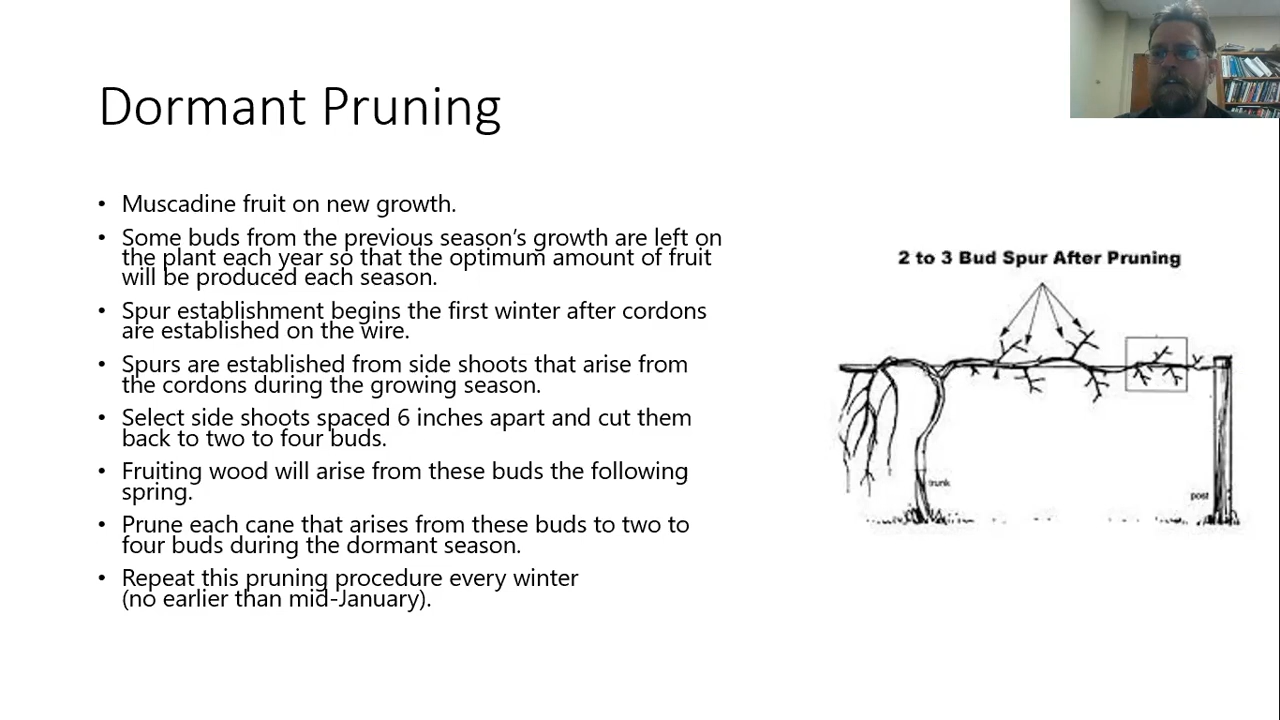 Dormant Pruning
• Muscadine fruit on new growth.
• Some buds from the previous season’s growth are left on
the plant each year so that the optimum amount of fruit
will be produced each season.
• Spur establishment begins the first winter after cordons
are established on the wire.
• Spurs are established from side shoots that arise from
the cordons during the growing season.
• Select side shoots spaced 6 inches apart and cut them
back to two to four buds.
• Fruiting wood will arise from these buds the following
spring.
• Prune each cane that arises from these buds to two to
four buds during the dormant season.
• Repeat this pruning procedure every winter
(no earlier than mid-January).
2 to 3 Bud Spur After Pruning
trunk
post